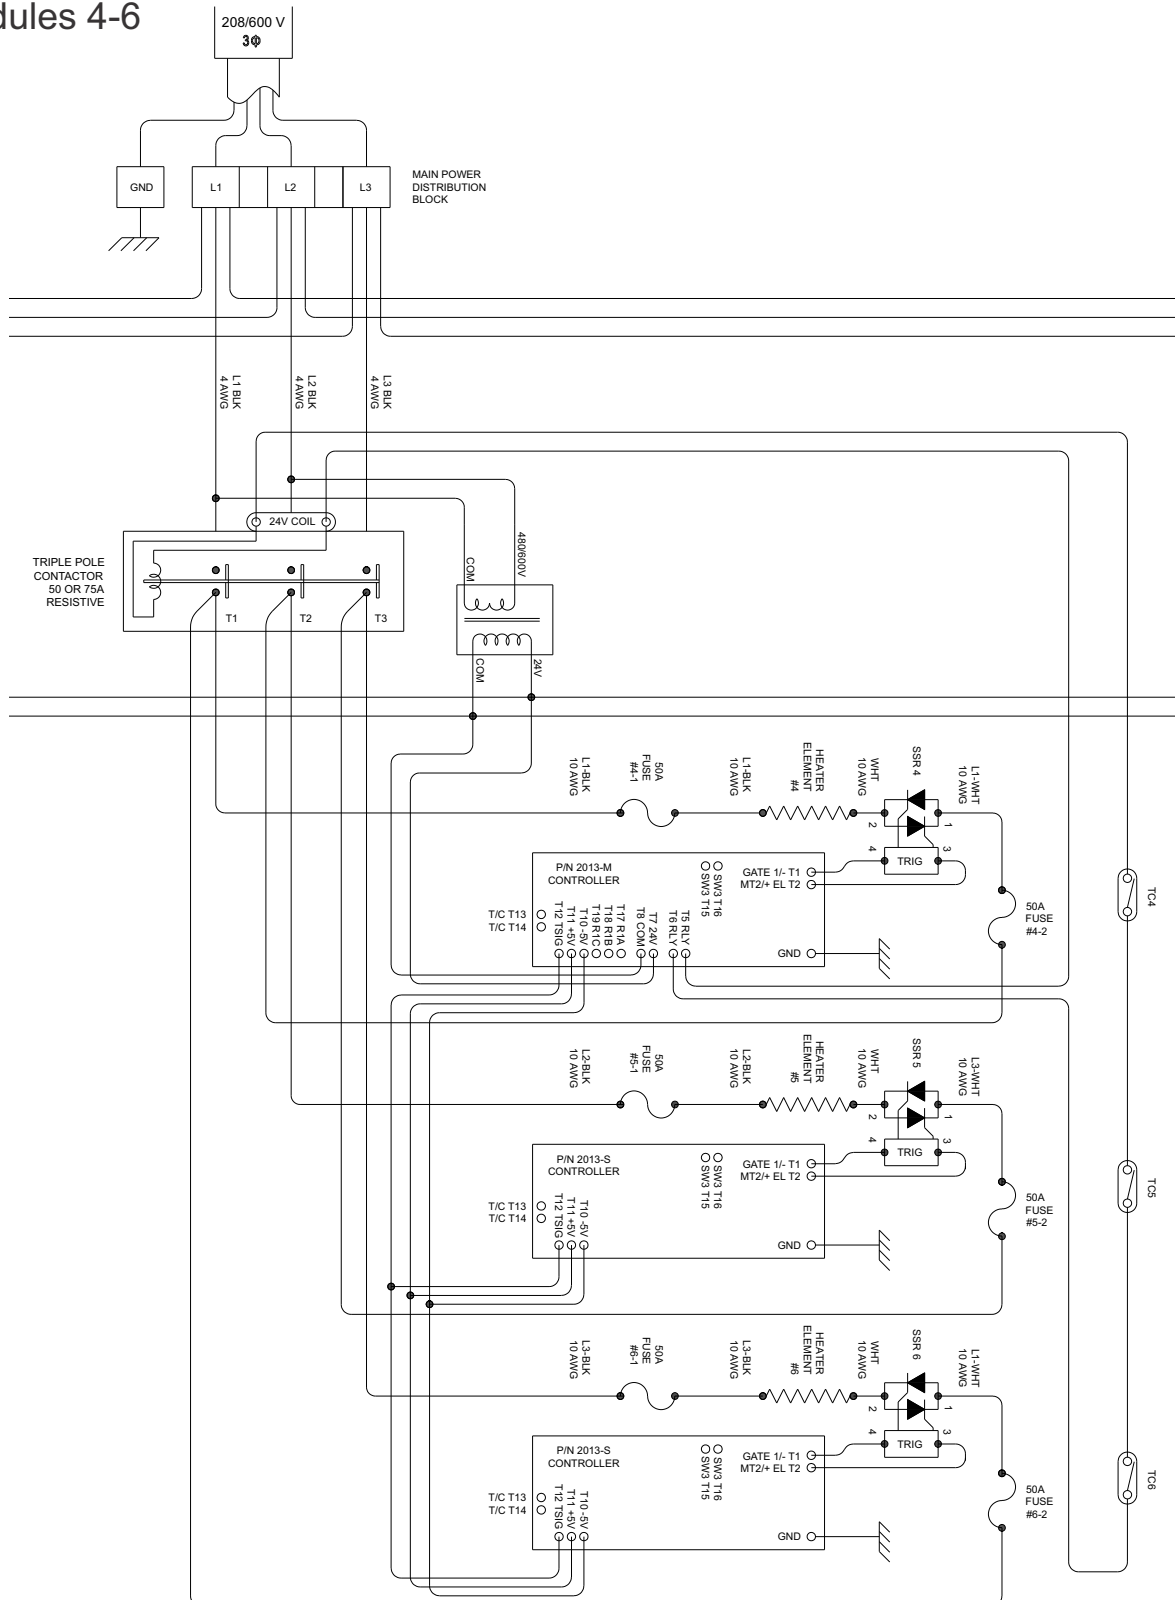 dules 4-6
208/600 V
3Φ
GND
L1
L2
L3
MAIN POWER
DISTRIBUTION
BLOCK
L1 BLK
4 AWG
L2 BLK
4 AWG
L3 BLK
4 AWG
24V COIL
TRIPLE POLE
CONTACTOR
50 OR 75A
RESISTIVE
T1
T2
T3
COM
480/600V
COM
24V
L1-BLK
10 AWG
50A
FUSE
#4-1
L1-BLK
10 AWG
HEATER
ELEMENT
#4
WHT
10 AWG
SSR 4
L1-WHT
10 AWG
2
1
4
3
TRIG
P/N 2013-M
CONTROLLER
SW3 T16
SW3 T15
GATE 1/- T1
MT2/+ EL T2
T/C T13
T/C T14
T12 TSIG
T11 +5V
T10 -5V
T19 R1C
T18 R1B
T17 R1A
T8 COM
T7 24V
T6 RLY
T5 RLY
GND
50A
FUSE
#4-2
TC4
L2-BLK
10 AWG
50A
FUSE
#5-1
L2-BLK
10 AWG
HEATER
ELEMENT
#5
WHT
10 AWG
SSR 5
L3-WHT
10 AWG
2
1
4
3
TRIG
P/N 2013-S
CONTROLLER
SW3 T16
SW3 T15
GATE 1/- T1
MT2/+ EL T2
T/C T13
T/C T14
T12 TSIG
T11 +5V
T10 -5V
GND
50A
FUSE
#5-2
TC5
L3-BLK
10 AWG
50A
FUSE
#6-1
L3-BLK
10 AWG
HEATER
ELEMENT
#6
WHT
10 AWG
SSR 6
L1-WHT
10 AWG
2
1
4
3
TRIG
P/N 2013-S
CONTROLLER
SW3 T16
SW3 T15
GATE 1/- T1
MT2/+ EL T2
T/C T13
T/C T14
T12 TSIG
T11 +5V
T10 -5V
GND
50A
FUSE
#6-2
TC6